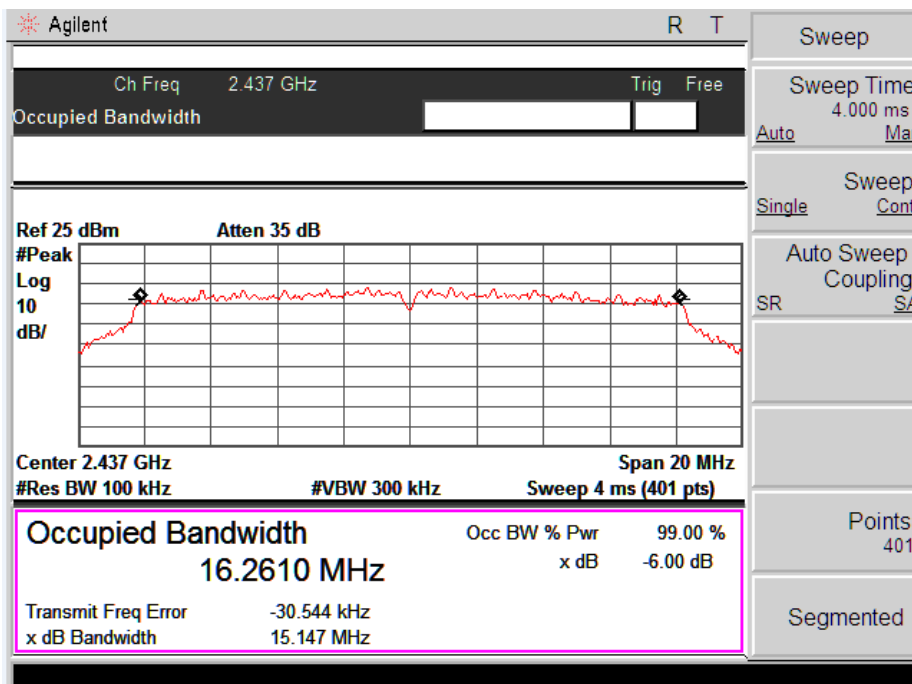 Agilent R T
Ch Freq 2.437 GHz Trig Free
Occupied Bandwidth
Ref 25 dBm Atten 35 dB
#Peak
Log
10
dB/
Center 2.437 GHz Span 20 MHz
#Res BW 100 kHz #VBW 300 kHz Sweep 4 ms (401 pts)
Occupied Bandwidth Occ BW % Pwr 99.00 %
16.2610 MHz x dB -6.00 dB
Transmit Freq Error -30.544 kHz
x dB Bandwidth 15.147 MHz
Sweep
Sweep Time
4.000 ms
Auto Ma
Sweep
Single Cont
Auto Sweep
Coupling
SR SA
Points
401
Segmented